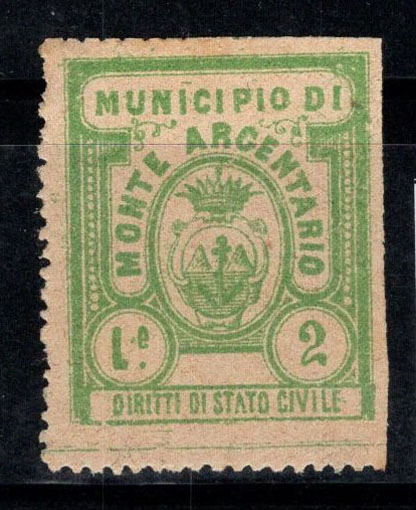 MUNICIPIO DI
MONTE ARGENTARIO
L.e 2
DIRITTI DI STATO CIVILE